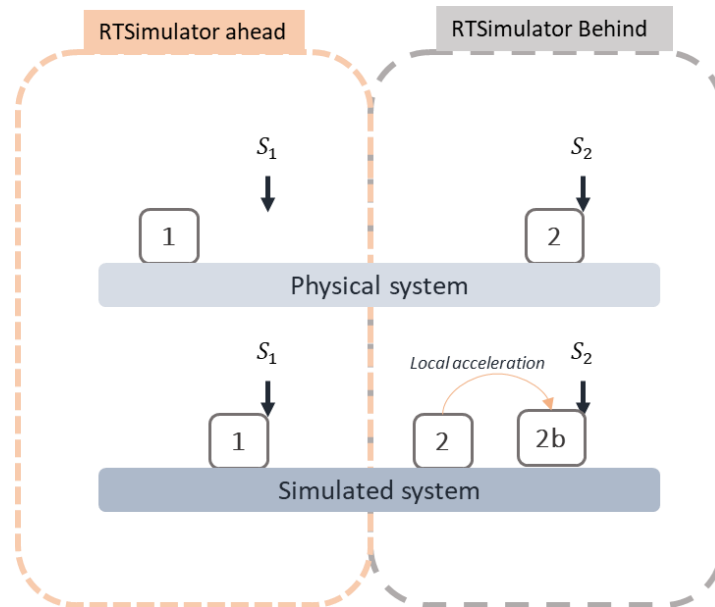 RTSimulator ahead
RTSimulator Behind
S₁
S₂
1
2
Physical system
S₁
S₂
Local acceleration
1
2
2b
Simulated system